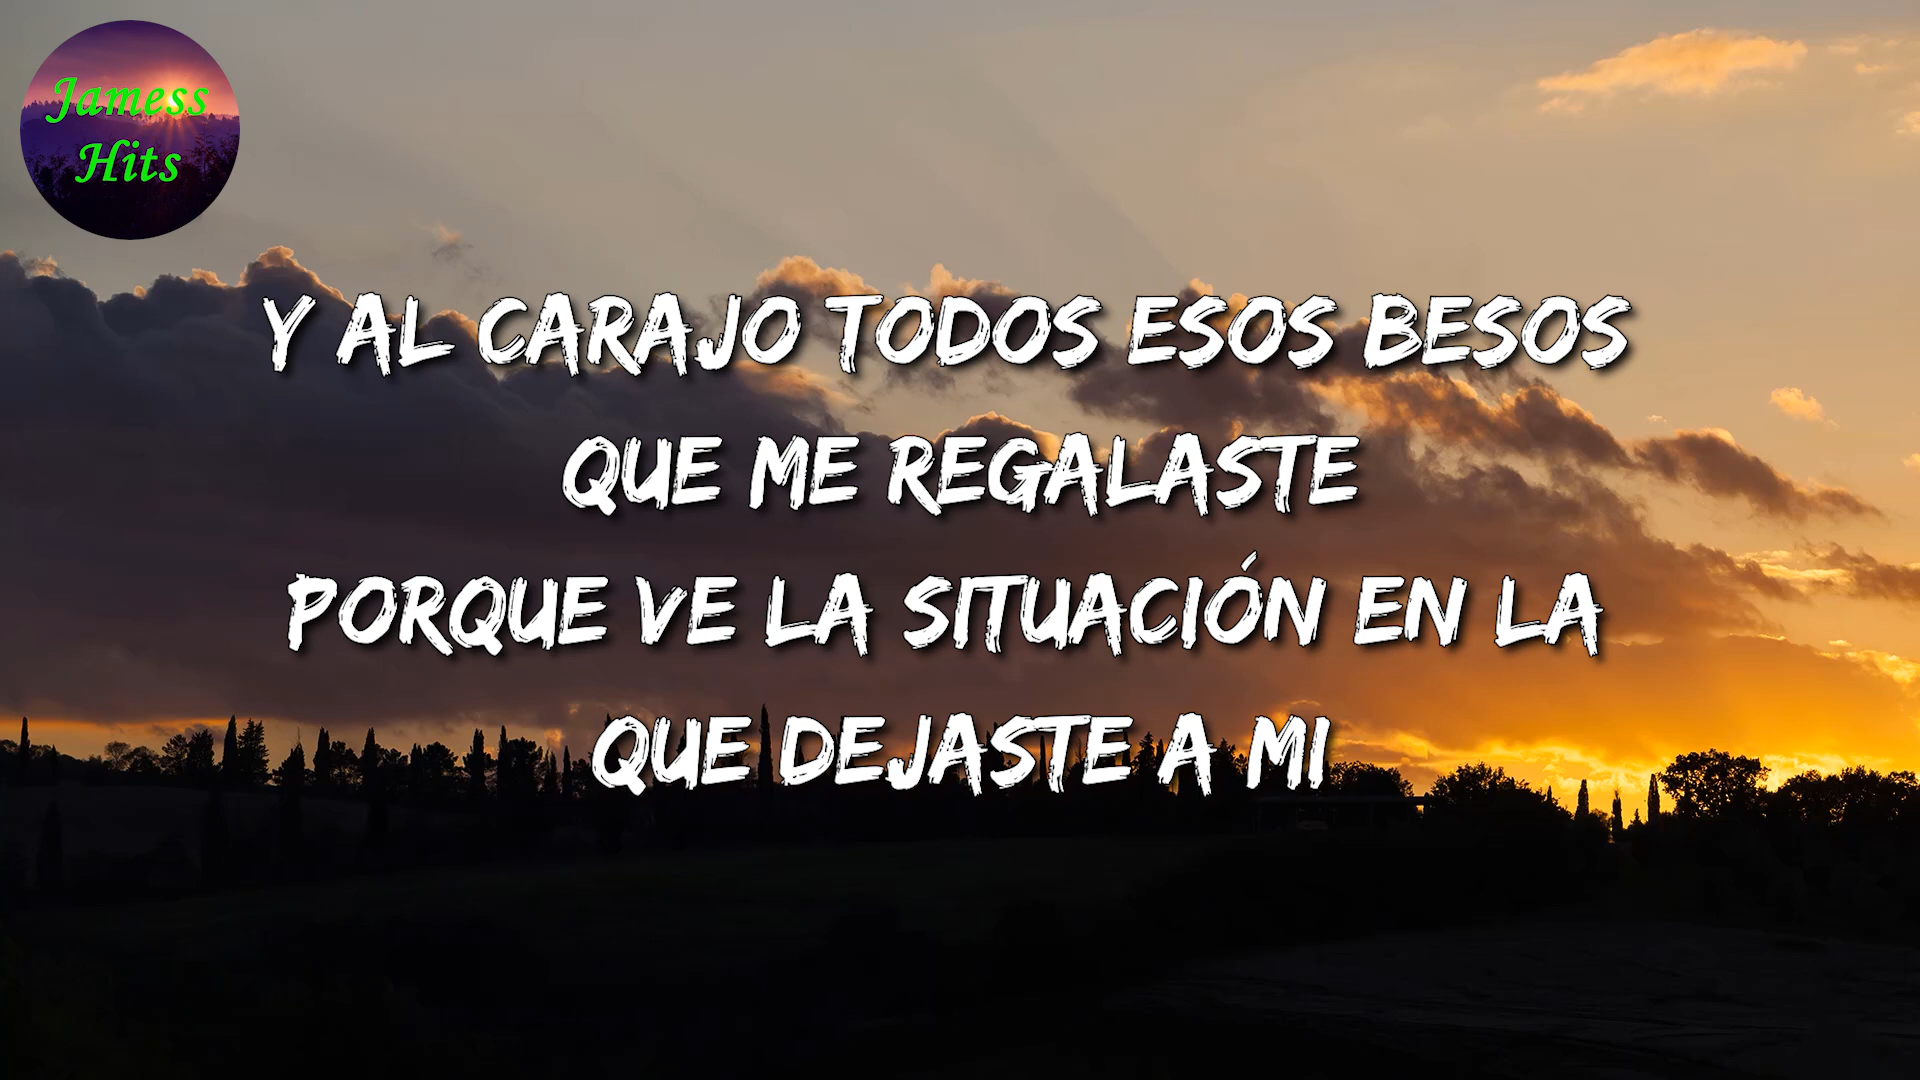 Jamess
Hits
Y AL CARAJO TODOS ESOS BESOS
QUE ME REGALASTE
PORQUE VE LA SITUACIÓN EN LA
QUE DEJASTE A MI